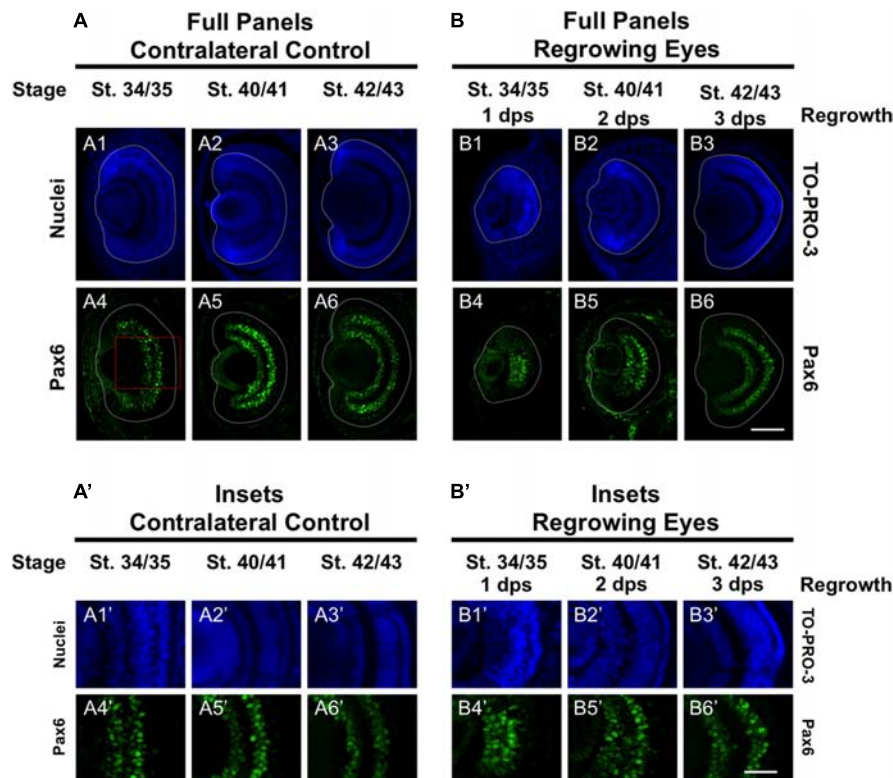 A
Full Panels
Contralateral Control
B
Full Panels
Regrowing Eyes
Stage
St. 34/35
St. 40/41
St. 42/43
St. 34/35
1 dps
St. 40/41
2 dps
St. 42/43
3 dps
Regrowth
Nuclei
A1
A2
A3
B1
B2
B3
TO-PRO-3
Pax6
A4
A5
A6
B4
B5
B6
Pax6
A'
Insets
Contralateral Control
B'
Insets
Regrowing Eyes
Stage
St. 34/35
St. 40/41
St. 42/43
St. 34/35
1 dps
St. 40/41
2 dps
St. 42/43
3 dps
Regrowth
Nuclei
A1'
A2'
A3'
B1'
B2'
B3'
TO-PRO-3
Pax6
A4'
A5'
A6'
B4'
B5'
B6'
Pax6